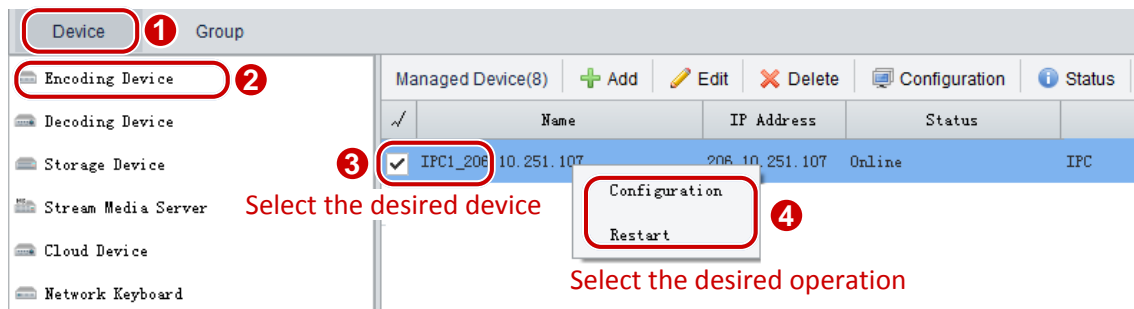 Device 1 Group
Encoding Device 2
Managed Device(8) Add Edit Delete Configuration Status
Decoding Device
Name IP Address Status
3 IPC1_206.10.251.107 206.10.251.107 Online IPC
Storage Device
Configuration
Stream Media Server
Select the desired device
4
Restart
Cloud Device
Select the desired operation
Network Keyboard